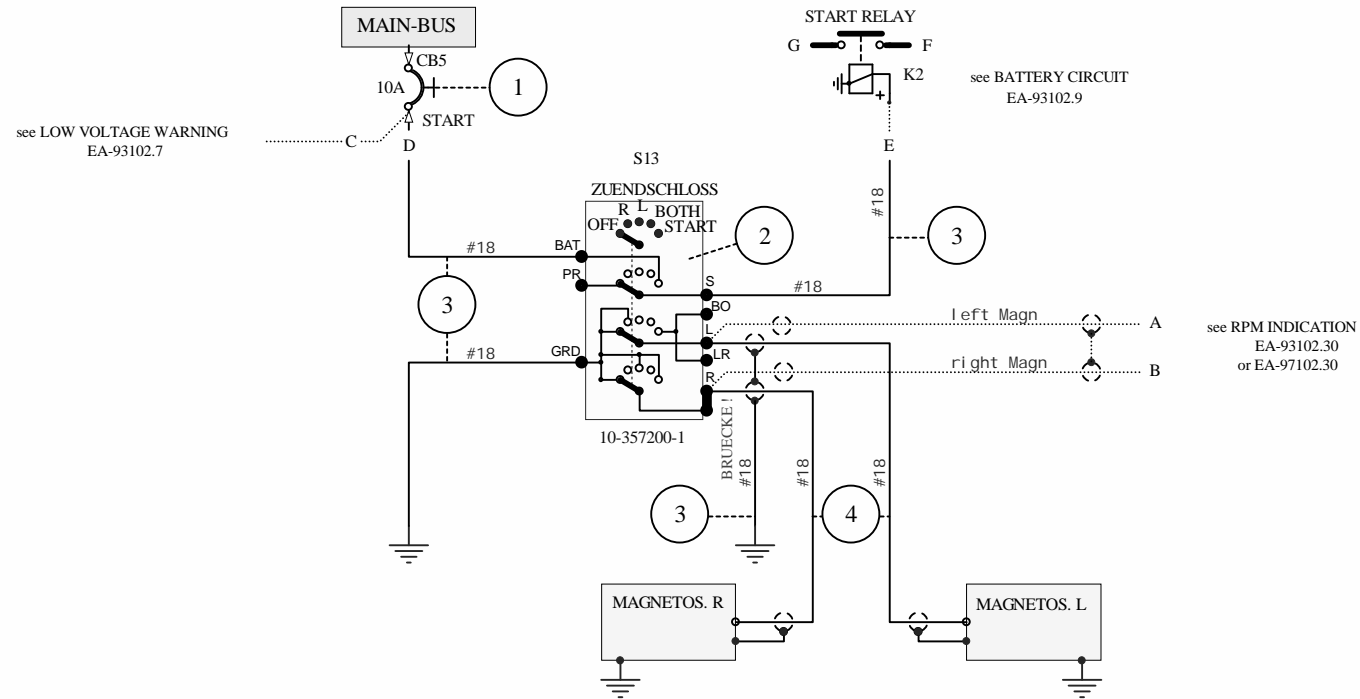 MAIN-BUS
CB5
10A
1
START
see LOW VOLTAGE WARNING
EA-93102.7
C
D
START RELAY
G
F
K2
+
see BATTERY CIRCUIT
EA-93102.9
E
S13
ZUENDSCHLOSS
L
R
BOTH
OFF
START
2
#18
3
#18
BAT
PR
S
#18
BO
3
L
left Magn
A
see RPM INDICATION
EA-93102.30
or EA-97102.30
#18
GRD
LR
R
right Magn
B
10-357200-1
BRUECKE !
#18
#18
#18
3
4
MAGNETOS. R
MAGNETOS. L